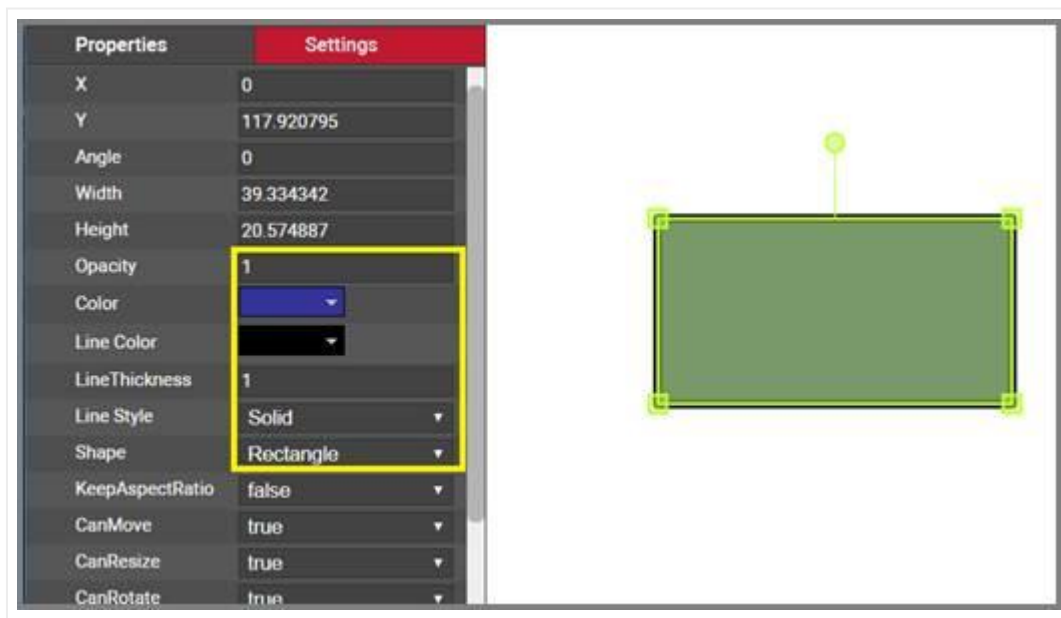 Properties Settings
X 0
Y 117.920795
Angle 0
Width 39.334342
Height 20.574887
Opacity 1
Color
Line Color
LineThickness 1
Line Style Solid
Shape Rectangle
KeepAspectRatio false
CanMove true
CanResize true
CanRotate true